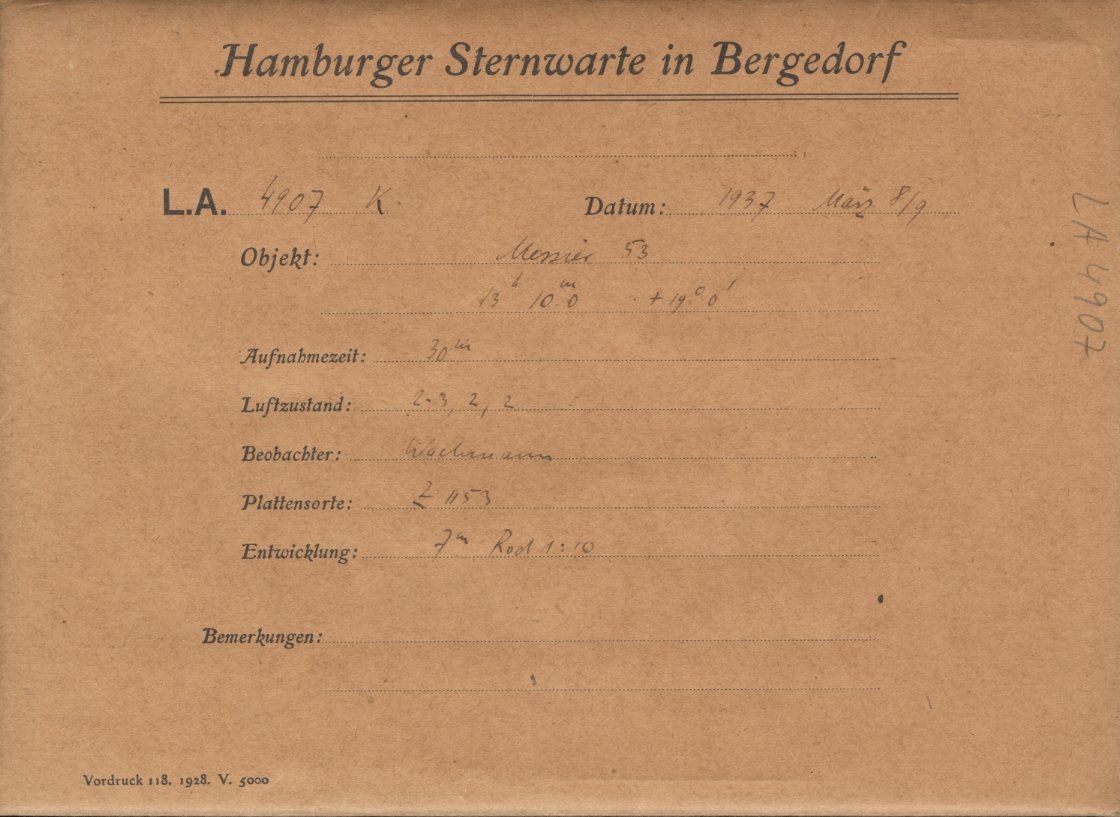 Hamburger Sternwarte in Bergedorf
L.A. 4907 K Datum: 1937 März 8/9
Objekt: Messier 53
13h 10m.0 +19° 0'
Aufnahmezeit: 30m
Luftzustand: 2-3, 2, 2
Beobachter: Wachmann
Plattensorte: Z 1153
Entwicklung: 7m Rod 1:10
Bemerkungen:
Vordruck 118. 1928. V. 5000
LA 4907